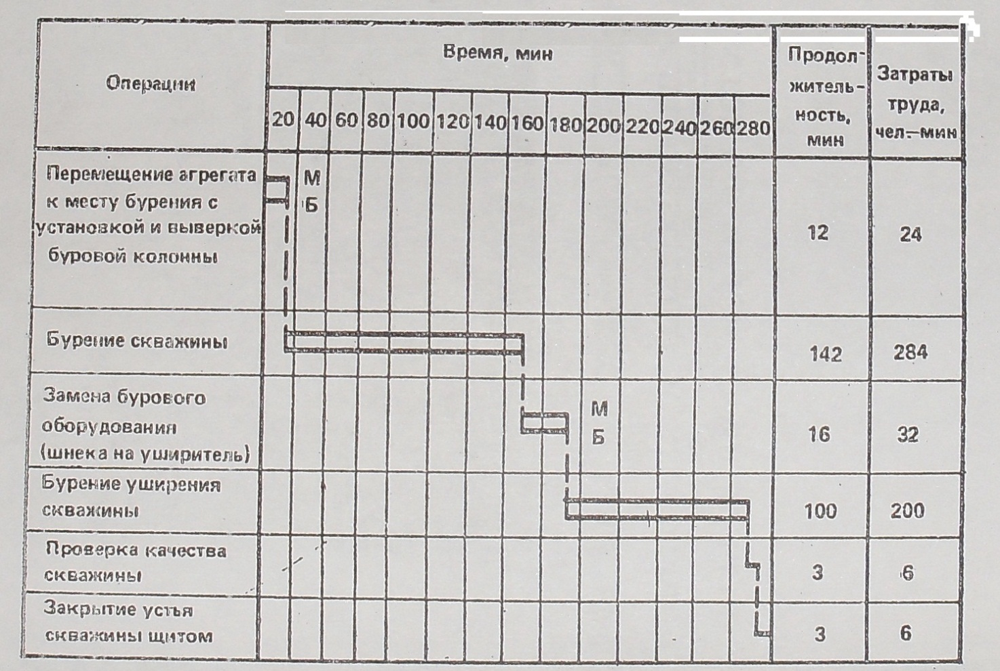 Операции
Время, мин
Продол-
житель-
ность,
мин
Затраты
труда,
чел.-мин
20 40 60 80 100 120 140 160 180 200 220 240 260 280
Перемещение агрегата
к месту бурения с
установкой и выверкой
буровой колонны
М
Б
12
24
Бурение скважины
142
284
Замена бурового
оборудования
(шнека на уширитель)
М
Б
16
32
Бурение уширения
скважины
100
200
Проверка качества
скважины
3
6
Закрытие устья
скважины щитом
3
6